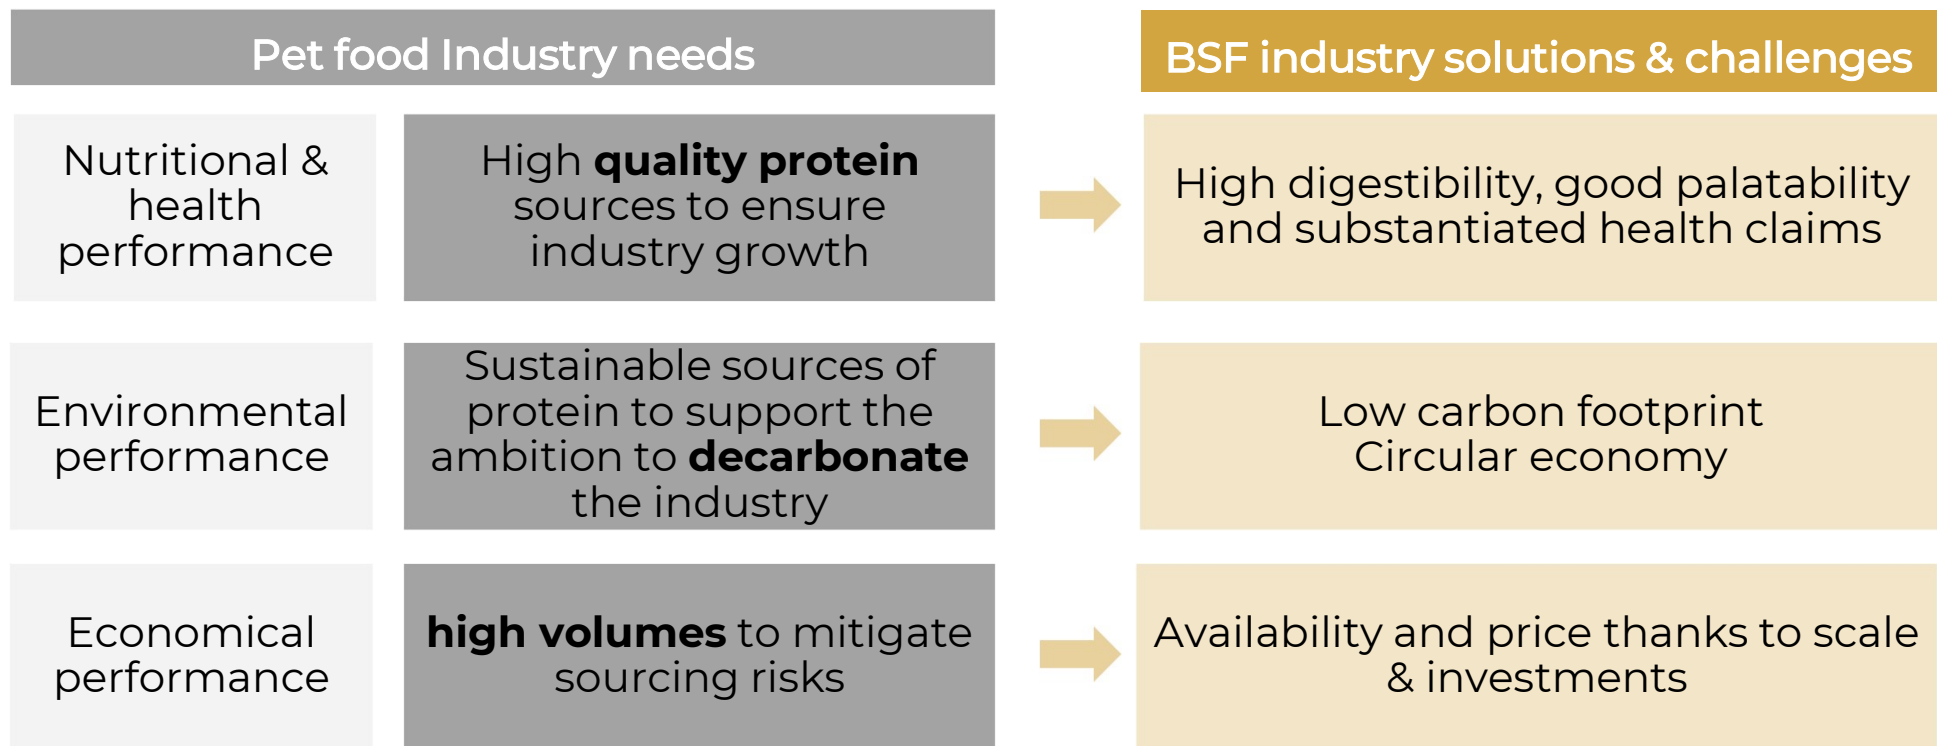 Pet food Industry needs
BSF industry solutions & challenges
Nutritional &
health
performance
High quality protein
sources to ensure
industry growth
High digestibility, good palatability
and substantiated health claims
Environmental
performance
Sustainable sources of
protein to support the
ambition to decarbonate
the industry
Low carbon footprint
Circular economy
Economical
performance
high volumes to mitigate
sourcing risks
Availability and price thanks to scale
& investments